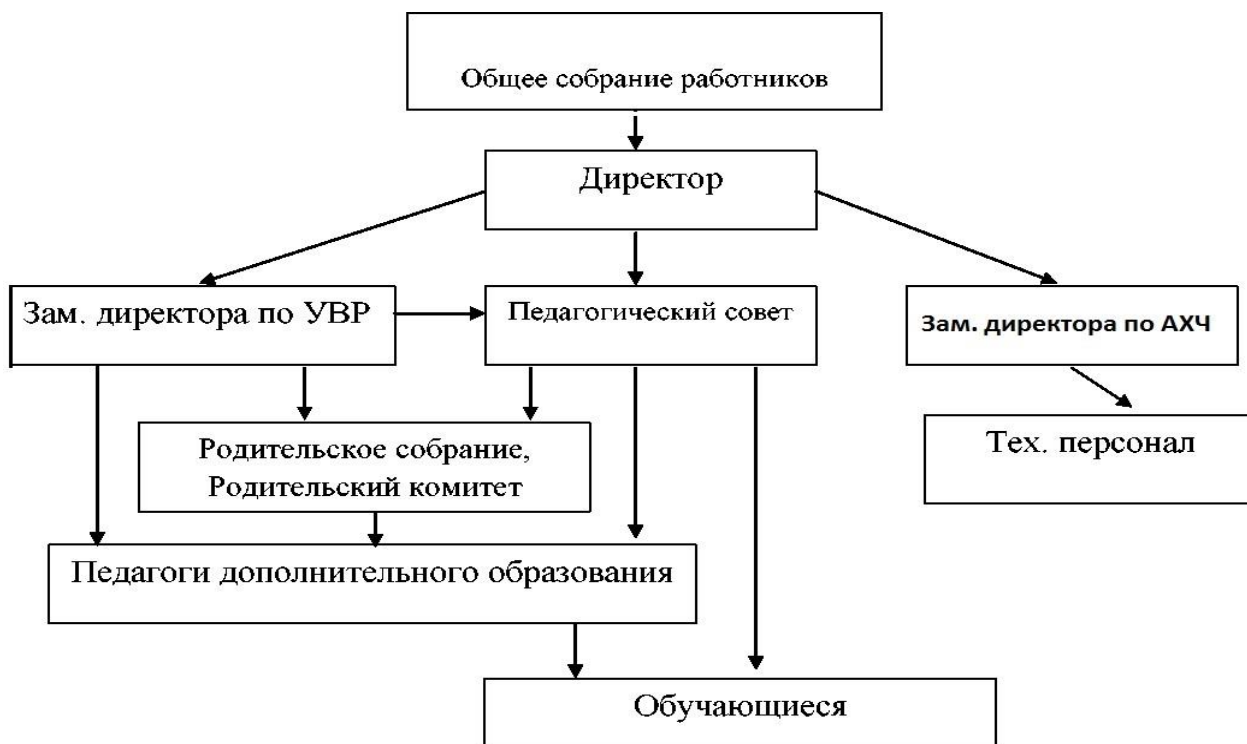 Общее собрание работников
Директор
Зам. директора по УВР
Педагогический совет
Зам. директора по АХЧ
Родительское собрание,
Родительский комитет
Тех. персонал
Педагоги дополнительного образования
Обучающиеся